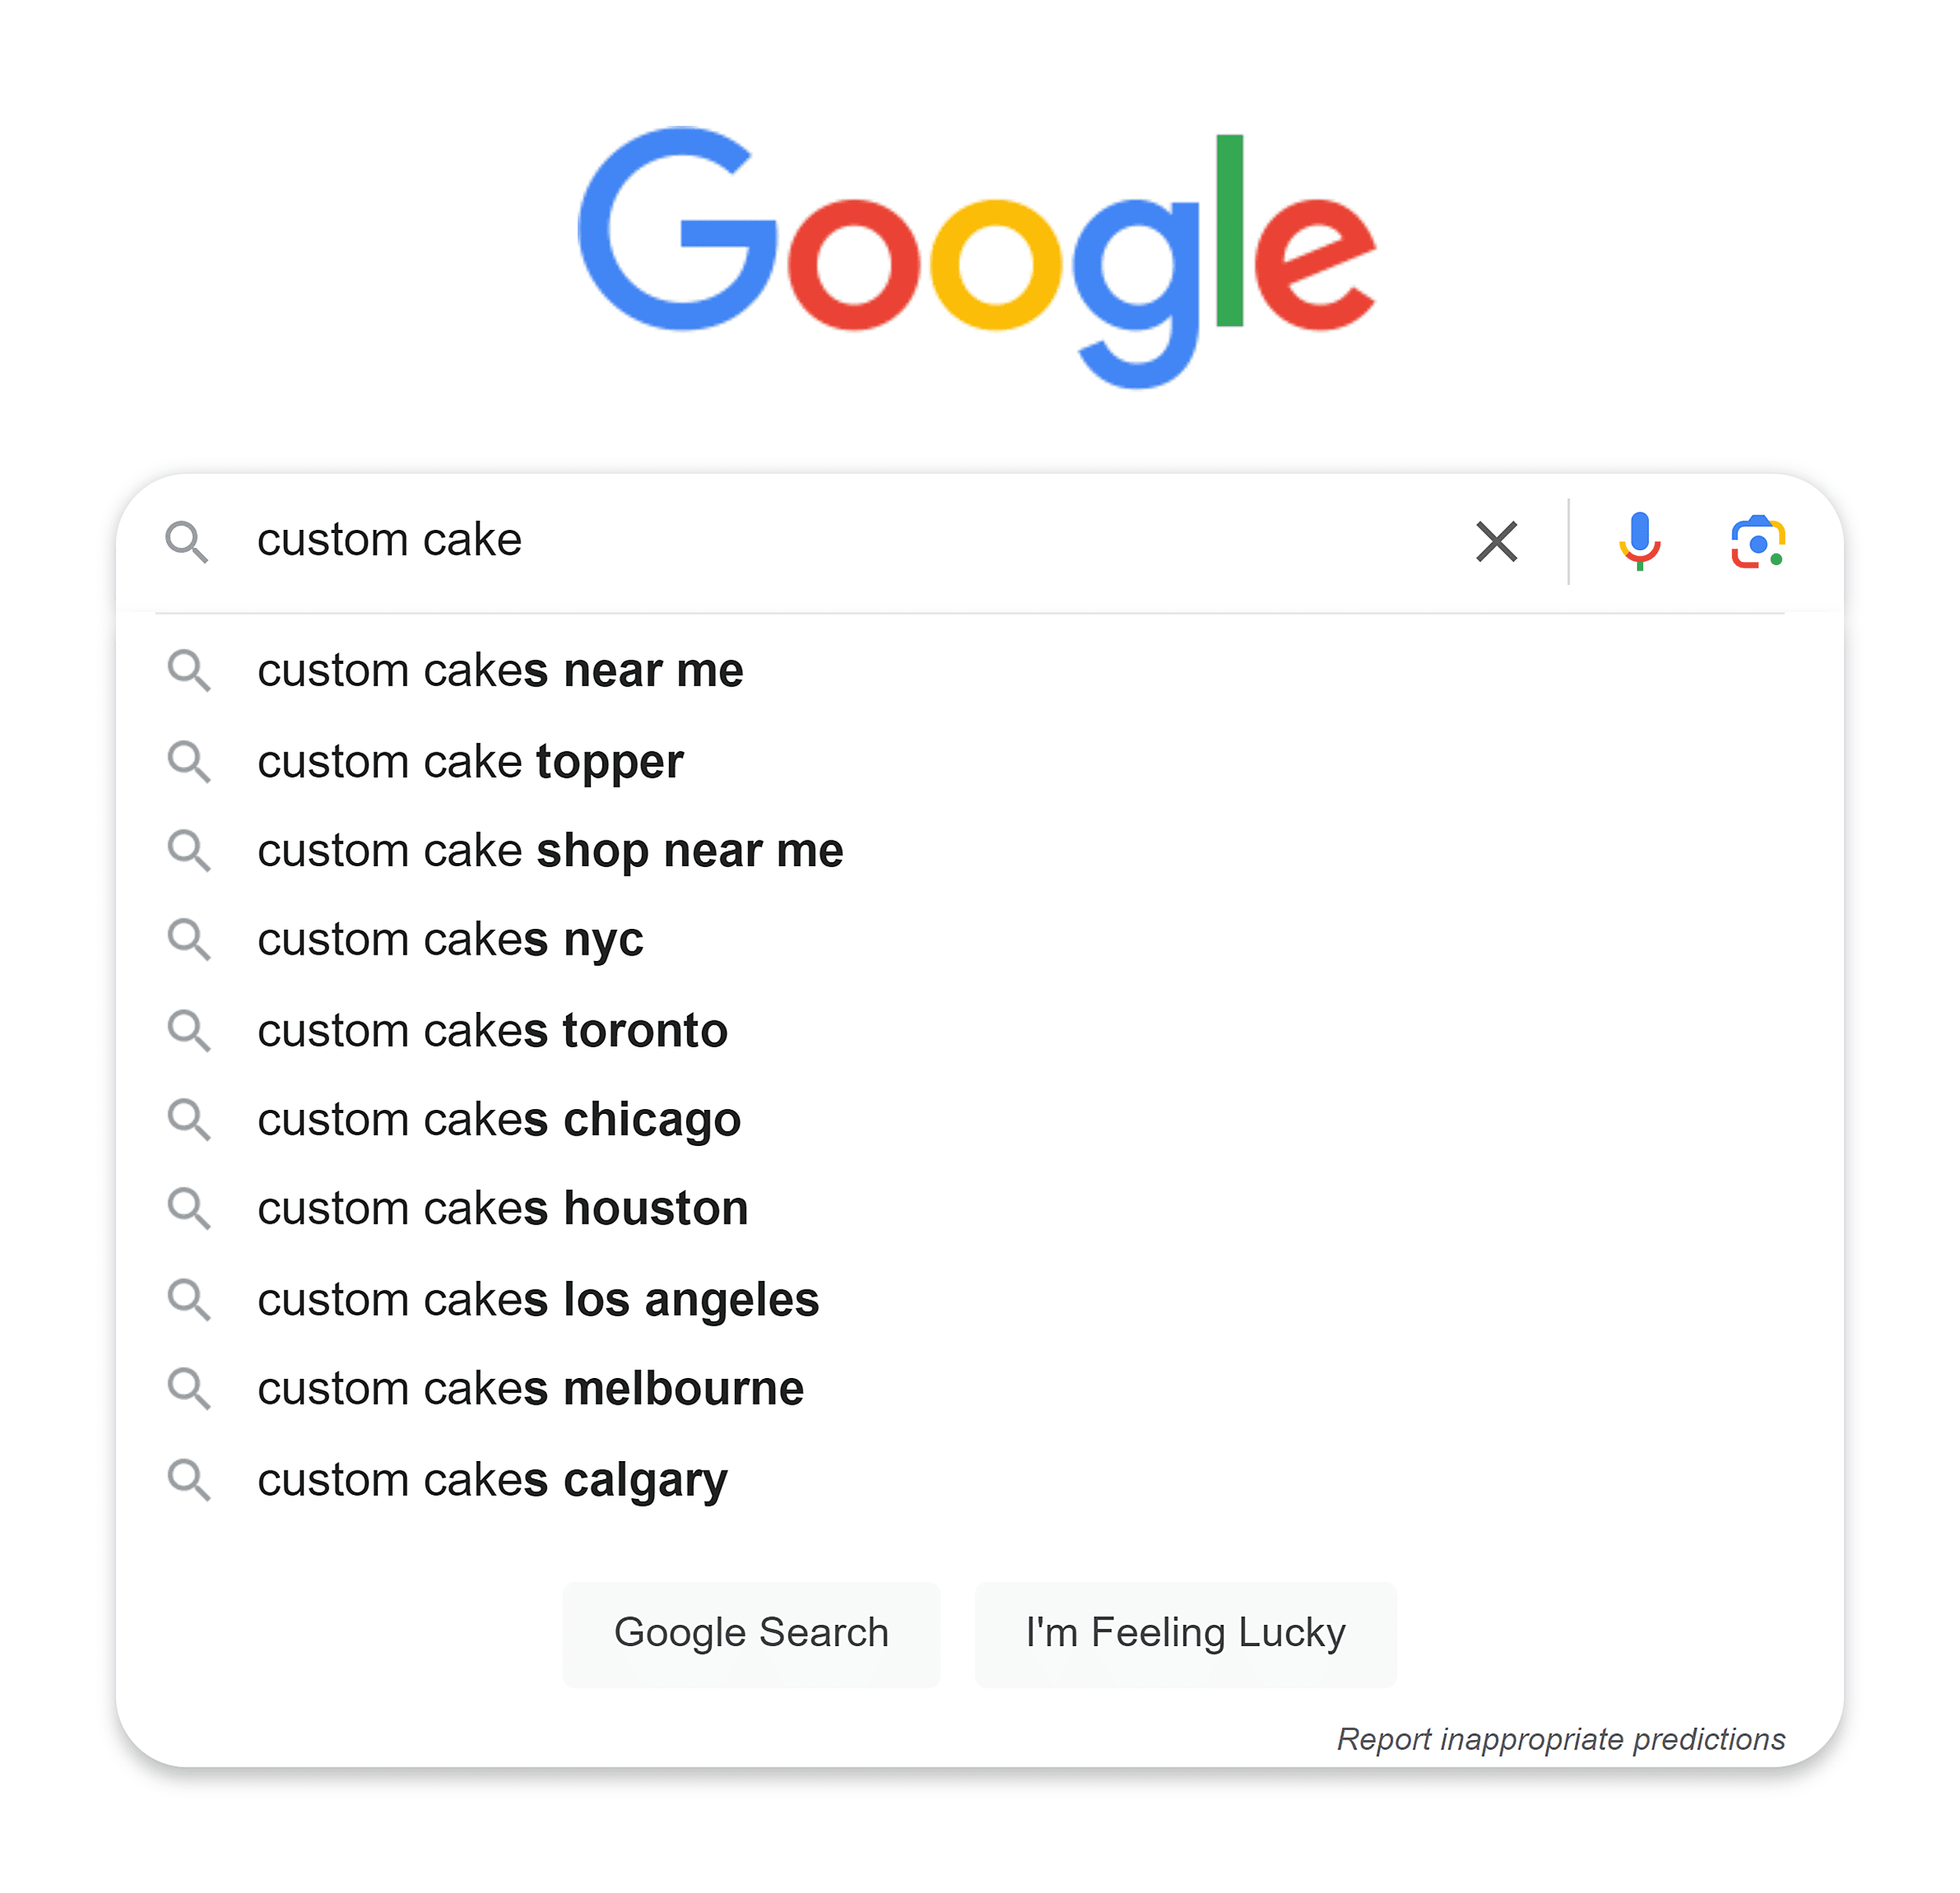 Google
custom cake
custom cakes near me
custom cake topper
custom cake shop near me
custom cakes nyc
custom cakes toronto
custom cakes chicago
custom cakes houston
custom cakes los angeles
custom cakes melbourne
custom cakes calgary
Google Search I'm Feeling Lucky
Report inappropriate predictions